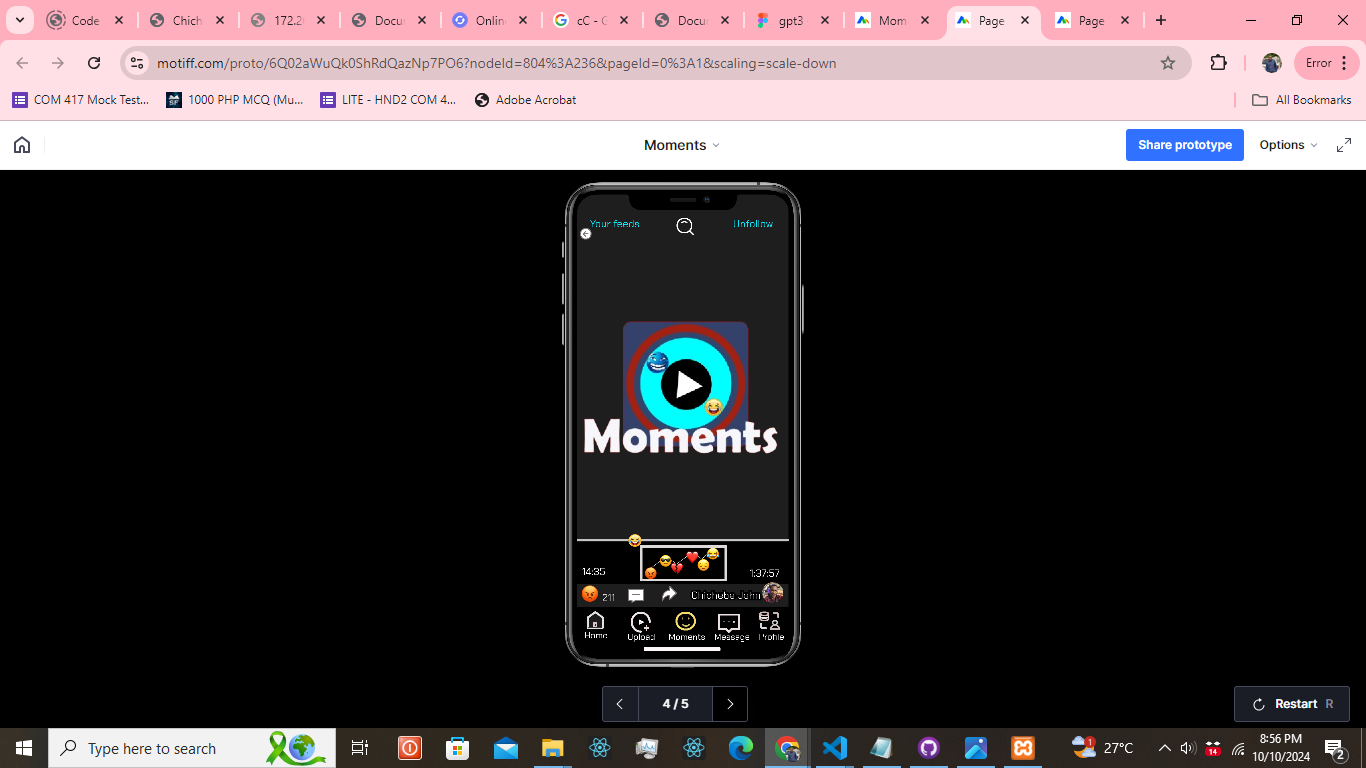 Code
Chich
172.2
Docu
Onlin
cC - G
Docu
gpt3
Mom
Page
Page
motiff.com/proto/6Q02aWuQk0ShRdQazNp7PO6?nodeId=804%3A236&pageId=0%3A1&scaling=scale-down
Error
COM 417 Mock Test...
1000 PHP MCQ (Mu...
LITE - HND2 COM 4...
Adobe Acrobat
All Bookmarks
Moments
Share prototype
Options
Your feeds
Unfollow
Moments
14:35
1:37:57
211
Chichebe John
Home
Upload
Moments
Message
Profile
4 / 5
Restart R
Type here to search
27°C
14
8:56 PM
10/10/2024
1
2